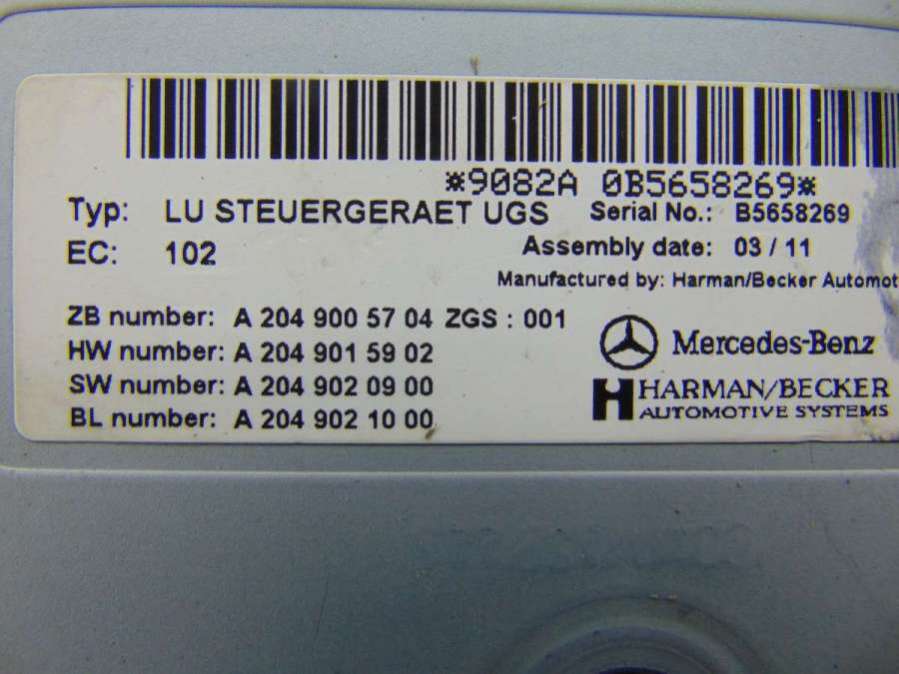 *9082A 0B5658269*
Typ: LU STEUERGERAET UGS Serial No.: B5658269
EC: 102 Assembly date: 03 / 11
Manufactured by: Harman/Becker Automot
ZB number: A 204 900 57 04 ZGS : 001
HW number: A 204 901 59 02
SW number: A 204 902 09 00
BL number: A 204 902 10 00
Mercedes-Benz
HARMAN/BECKER
AUTOMOTIVE SYSTEMS